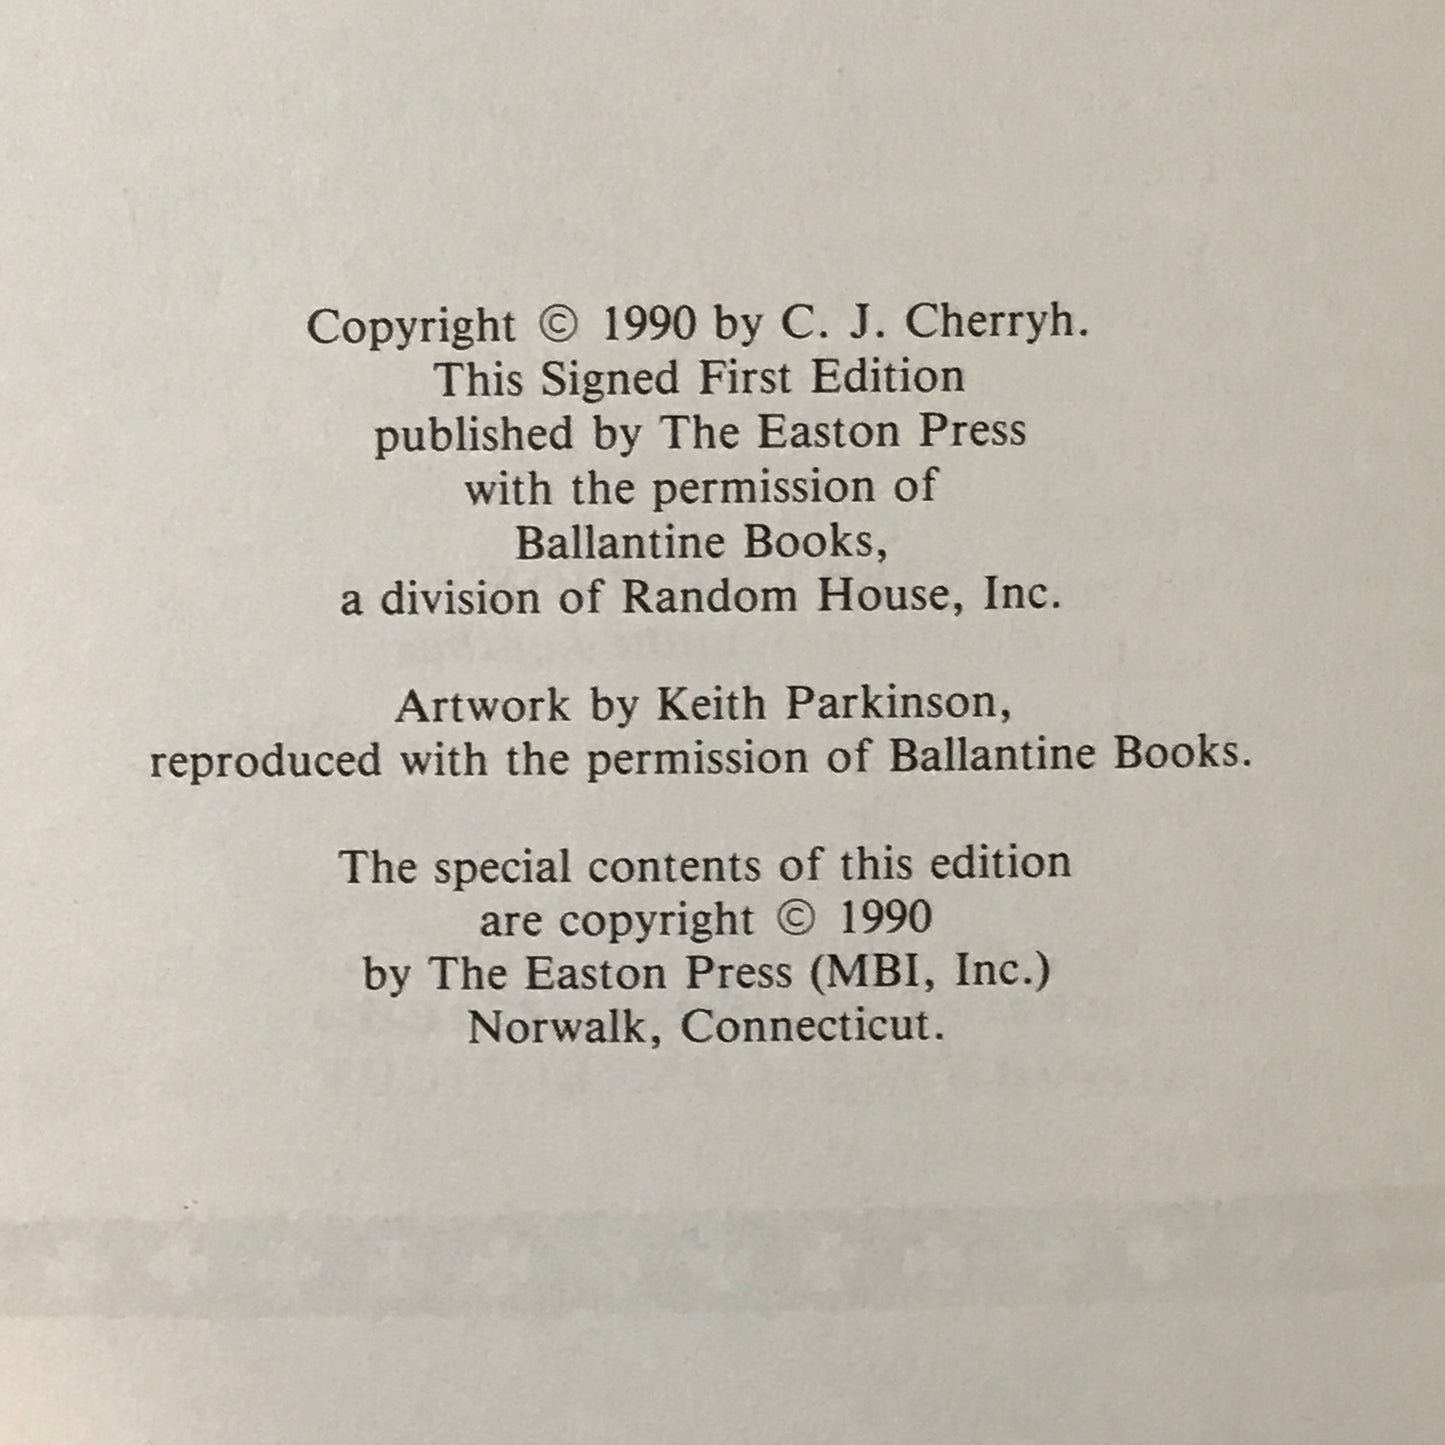 Copyright © 1990 by C. J. Cherryh.
This Signed First Edition
published by The Easton Press
with the permission of
Ballantine Books,
a division of Random House, Inc.
Artwork by Keith Parkinson,
reproduced with the permission of Ballantine Books.
The special contents of this edition
are copyright © 1990
by The Easton Press (MBI, Inc.)
Norwalk, Connecticut.